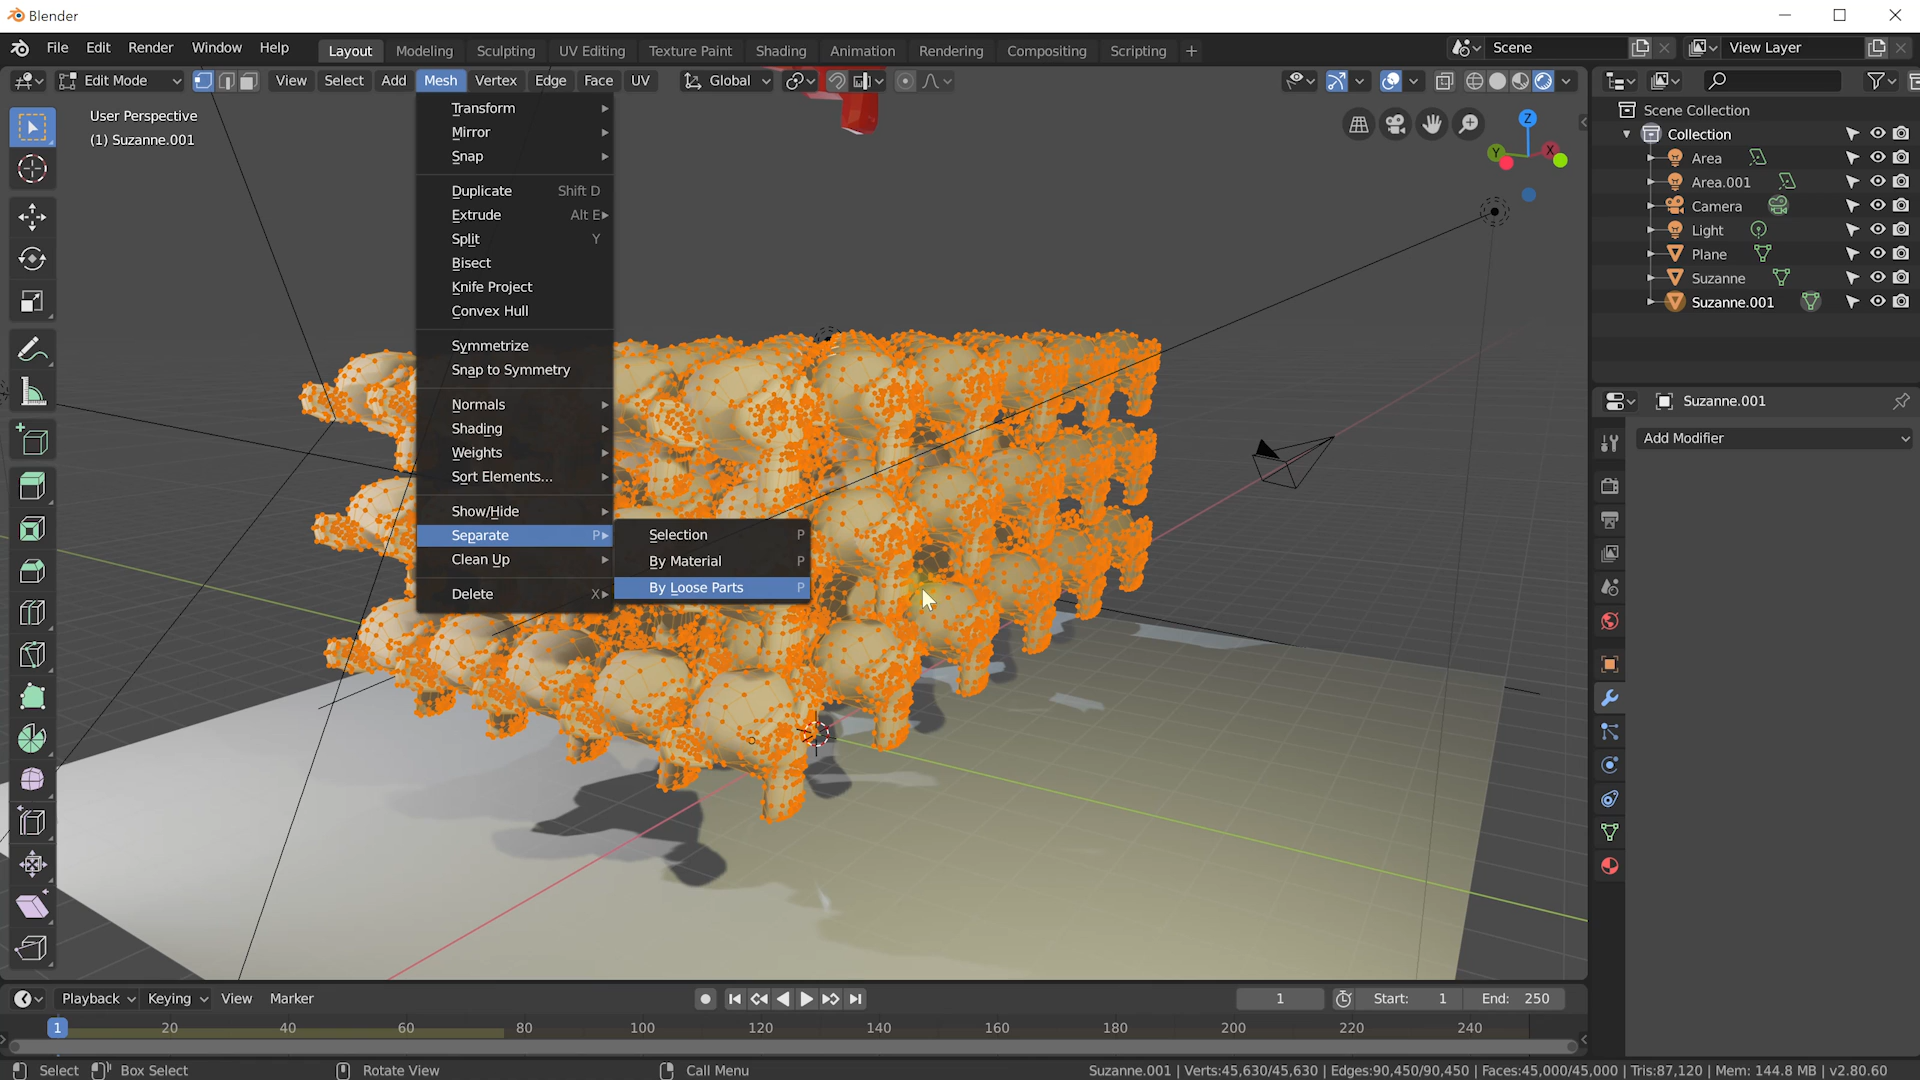 Blender
File Edit Render Window Help Layout Modeling Sculpting UV Editing Texture Paint Shading Animation Rendering Compositing Scripting + Scene View Layer
Edit Mode View Select Add Mesh Vertex Edge Face UV Global
User Perspective
(1) Suzanne.001
Transform
Mirror
Snap
Duplicate Shift D
Extrude Alt E
Split Y
Bisect
Knife Project
Convex Hull
Symmetrize
Snap to Symmetry
Normals
Shading
Weights
Sort Elements...
Show/Hide
Separate P
Clean Up
Delete X
Selection P
By Material P
By Loose Parts P
Z
Y
X
Scene Collection
Collection
Area
Area.001
Camera
Light
Plane
Suzanne
Suzanne.001
Suzanne.001
Add Modifier
Playback Keying View Marker 1 Start: 1 End: 250
1 20 40 60 80 100 120 140 160 180 200 220 240
Select Box Select Rotate View Call Menu Suzanne.001 | Verts:45,630/45,630 | Edges:90,450/90,450 | Faces:45,000/45,000 | Tris:87,120 | Mem: 144.8 MB | v2.80.60